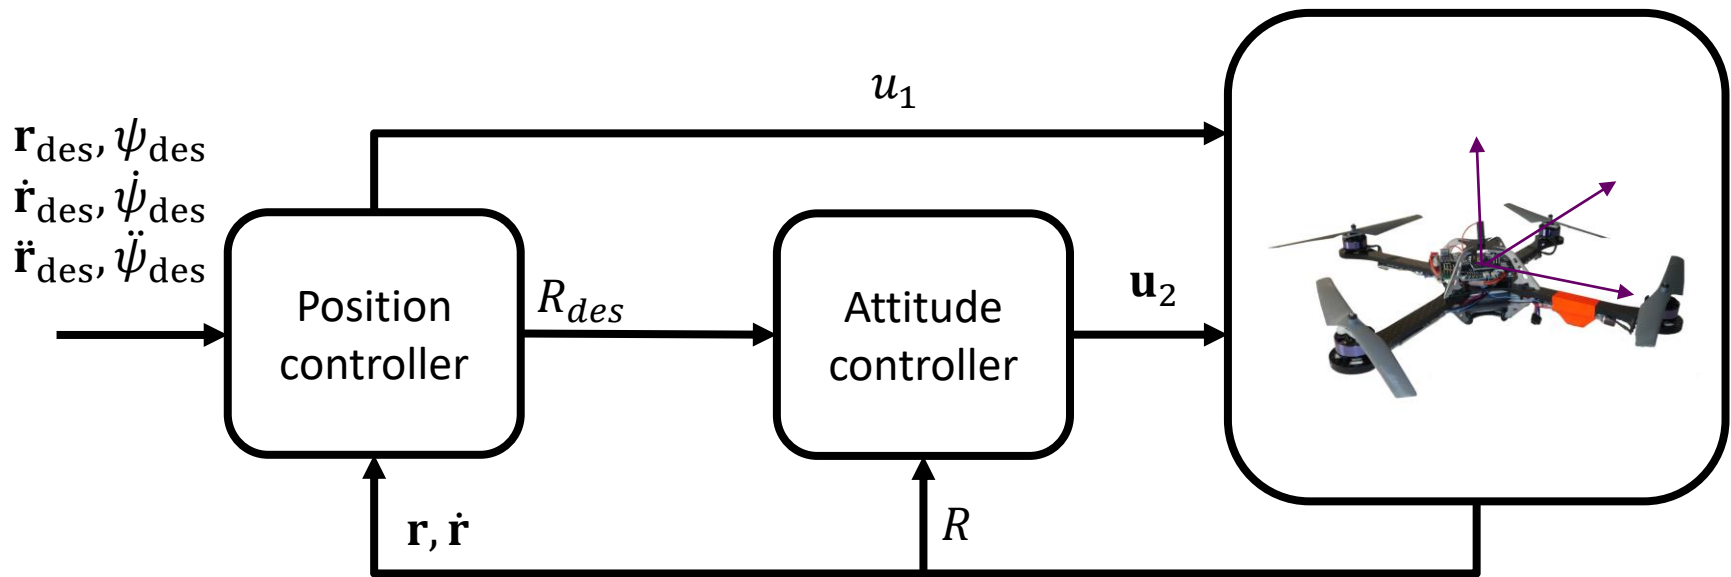 𝐫_des, ψ_des
𝐫̇_des, ψ̇_des
𝐫̈_des, ψ̈_des
u₁
Position
controller
R_des
Attitude
controller
𝐮₂
𝐫, 𝐫̇
R